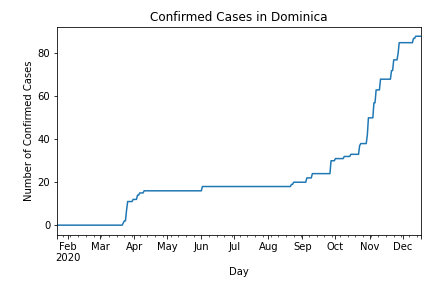 Confirmed Cases in Dominica
Number of Confirmed Cases
80
60
40
20
0
Feb Mar Apr May Jun Jul Aug Sep Oct Nov Dec
2020
Day